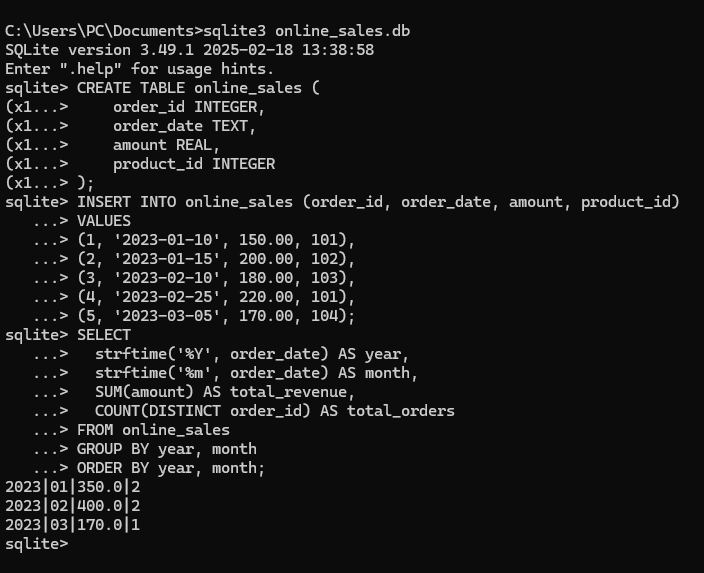 C:\Users\PC\Documents>sqlite3 online_sales.db
SQLite version 3.49.1 2025-02-18 13:38:58
Enter ".help" for usage hints.
sqlite> CREATE TABLE online_sales (
(x1...>     order_id INTEGER,
(x1...>     order_date TEXT,
(x1...>     amount REAL,
(x1...>     product_id INTEGER
(x1...> );
sqlite> INSERT INTO online_sales (order_id, order_date, amount, product_id)
   ...> VALUES
   ...> (1, '2023-01-10', 150.00, 101),
   ...> (2, '2023-01-15', 200.00, 102),
   ...> (3, '2023-02-10', 180.00, 103),
   ...> (4, '2023-02-25', 220.00, 101),
   ...> (5, '2023-03-05', 170.00, 104);
sqlite> SELECT
   ...>   strftime('%Y', order_date) AS year,
   ...>   strftime('%m', order_date) AS month,
   ...>   SUM(amount) AS total_revenue,
   ...>   COUNT(DISTINCT order_id) AS total_orders
   ...> FROM online_sales
   ...> GROUP BY year, month
   ...> ORDER BY year, month;
2023|01|350.0|2
2023|02|400.0|2
2023|03|170.0|1
sqlite>